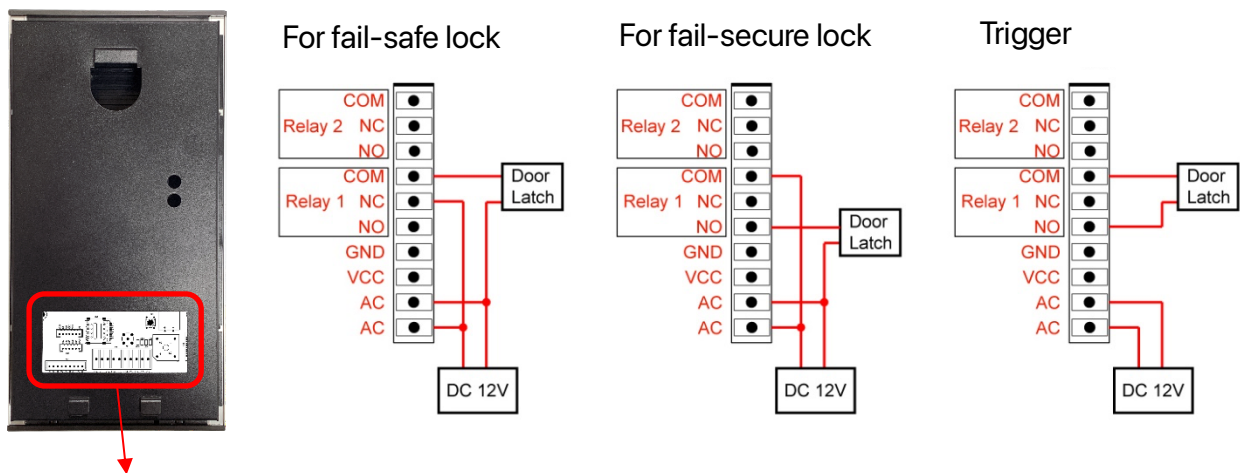 For fail-safe lock
COM
Relay 2 NC
NO
COM
Relay 1 NC
NO
GND
VCC
AC
AC
Door
Latch
DC 12V
For fail-secure lock
COM
Relay 2 NC
NO
COM
Relay 1 NC
NO
GND
VCC
AC
AC
Door
Latch
DC 12V
Trigger
COM
Relay 2 NC
NO
COM
Relay 1 NC
NO
GND
VCC
AC
AC
Door
Latch
DC 12V